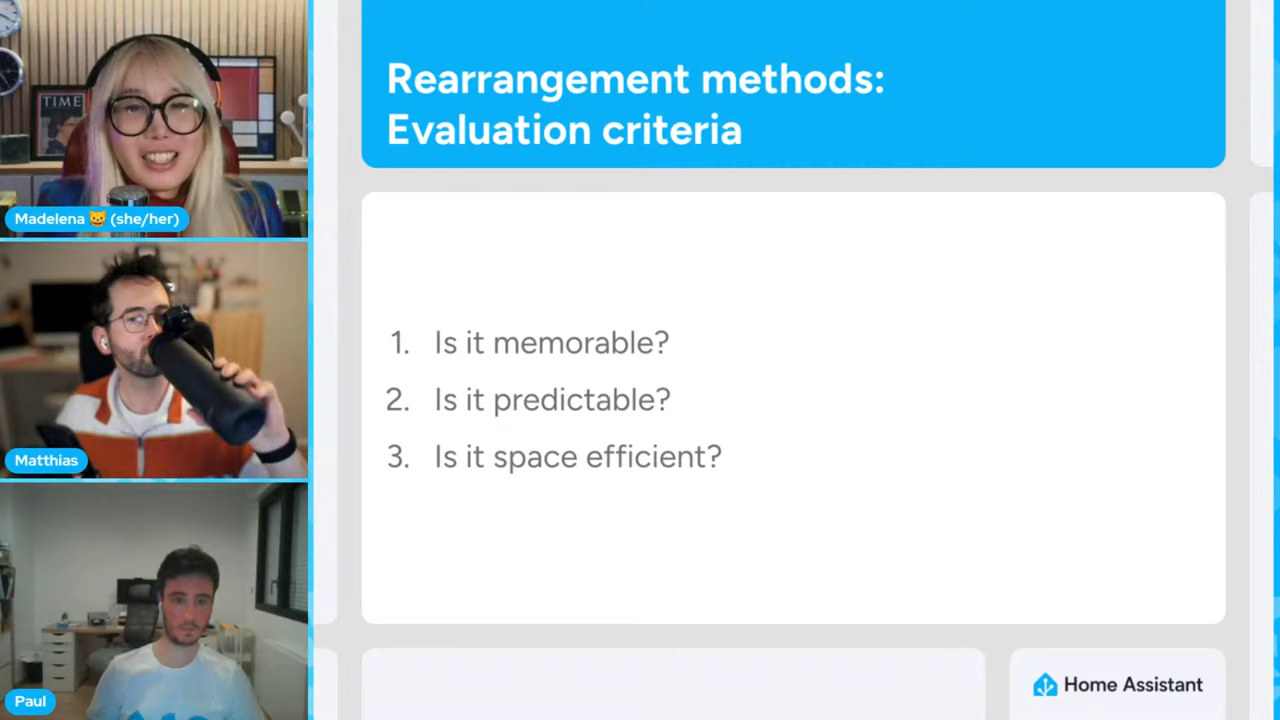 TIME
Madelena 😺 (she/her)
Matthias
Paul
Rearrangement methods:
Evaluation criteria
1. Is it memorable?
2. Is it predictable?
3. Is it space efficient?
Home Assistant